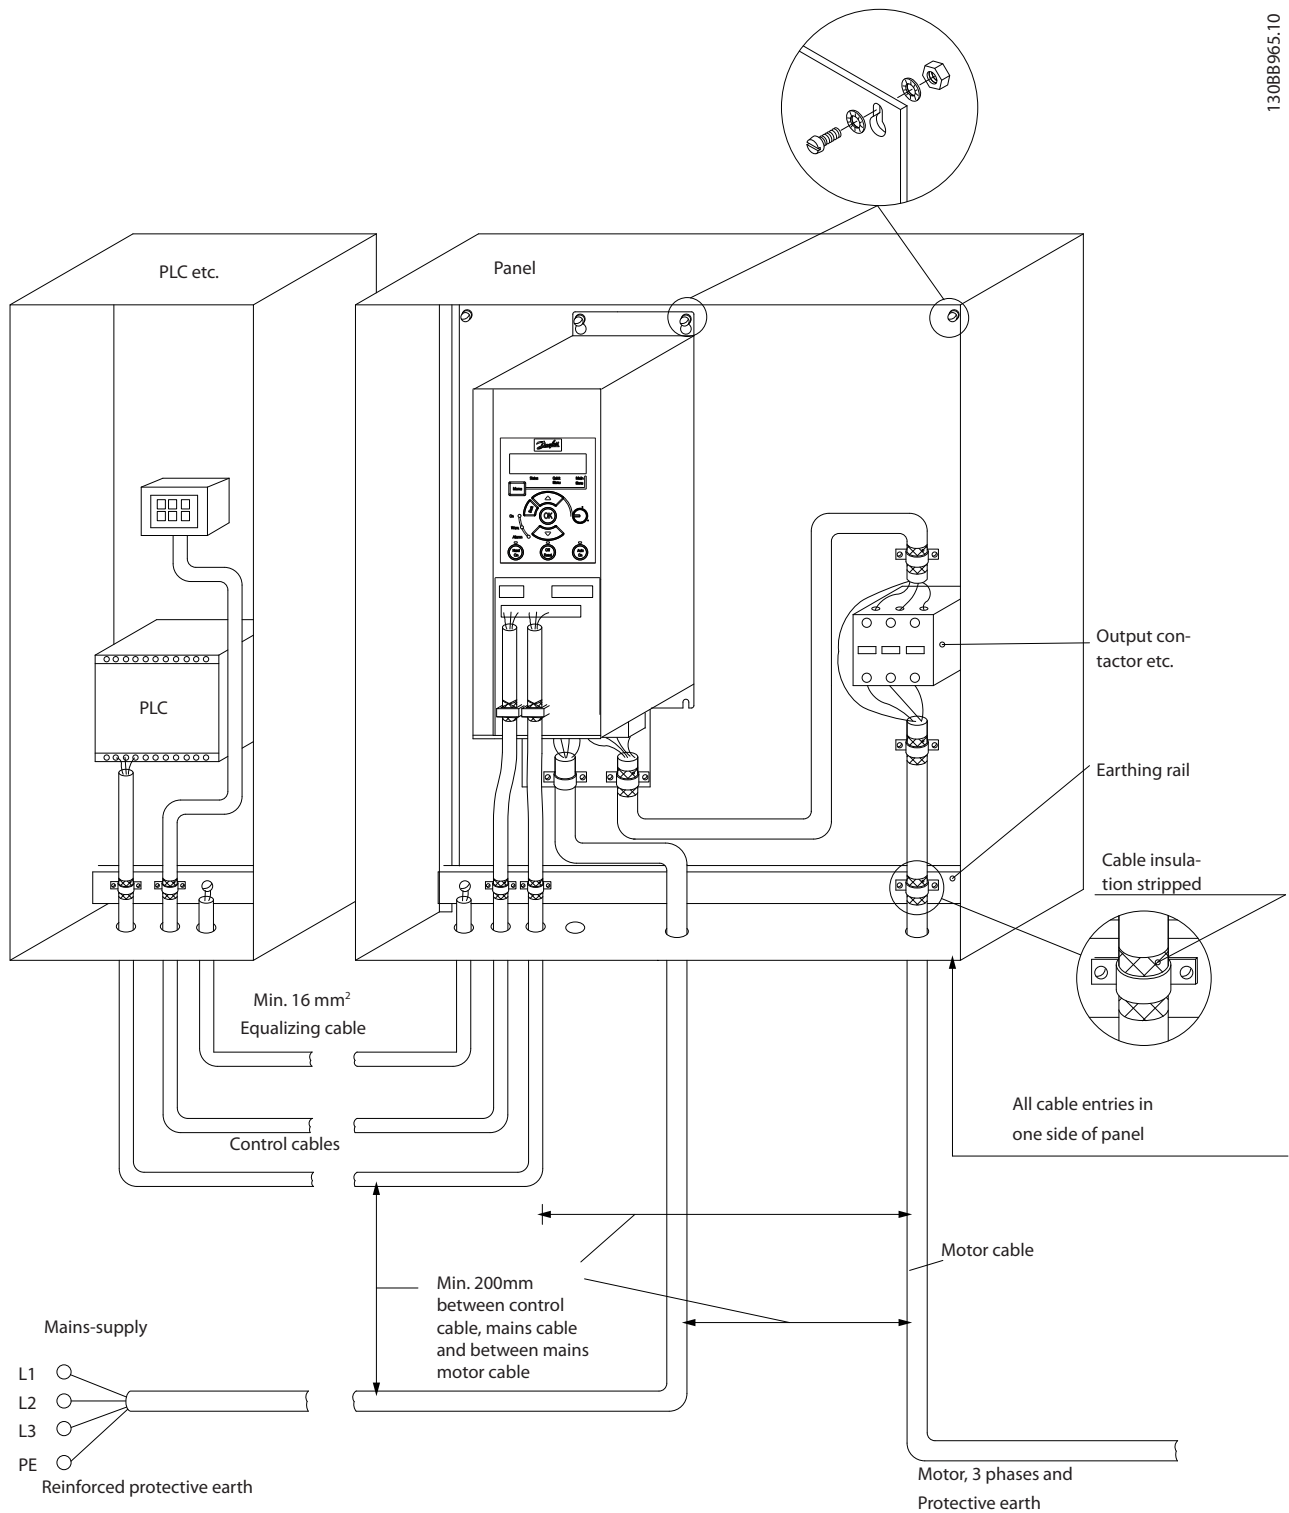 130BB965.10
PLC etc.
Panel
Danfoss
Menu
OK
PLC
Output con-
tactor etc.
Earthing rail
Cable insula-
tion stripped
Min. 16 mm²
Equalizing cable
All cable entries in
one side of panel
Control cables
Motor cable
Min. 200mm
between control
cable, mains cable
and between mains
motor cable
Mains-supply
L1
L2
L3
PE
Reinforced protective earth
Motor, 3 phases and
Protective earth